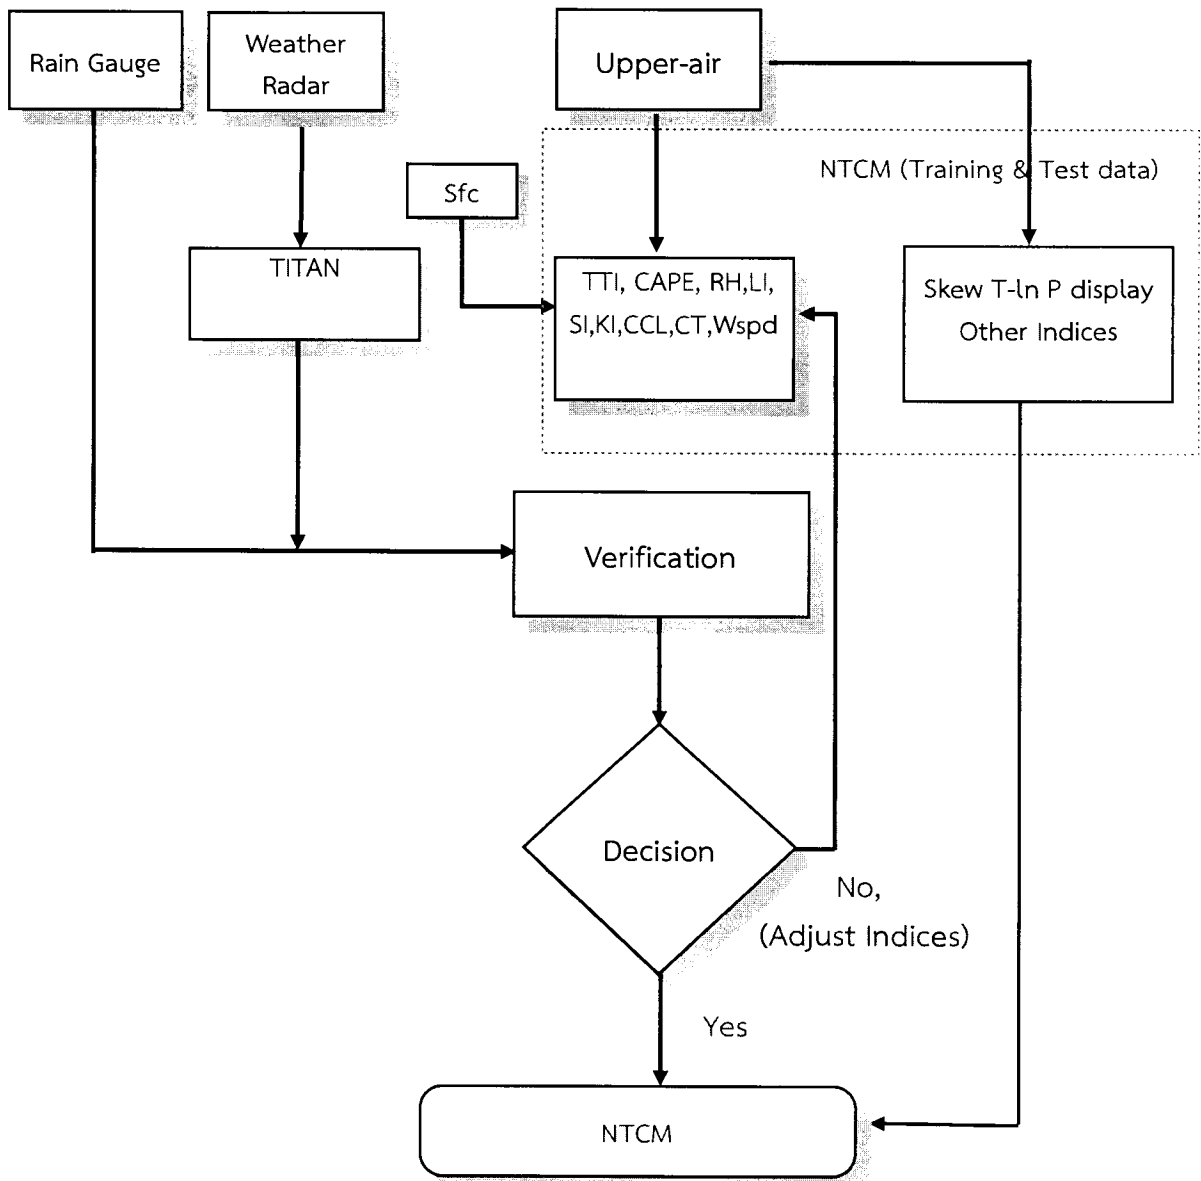 Rain Gauge
Weather
Radar
Upper-air
NTCM (Training & Test data)
Sfc
TITAN
TTI, CAPE, RH,LI,
SI,KI,CCL,CT,Wspd
Skew T-ln P display
Other Indices
Verification
Decision
No,
(Adjust Indices)
Yes
NTCM